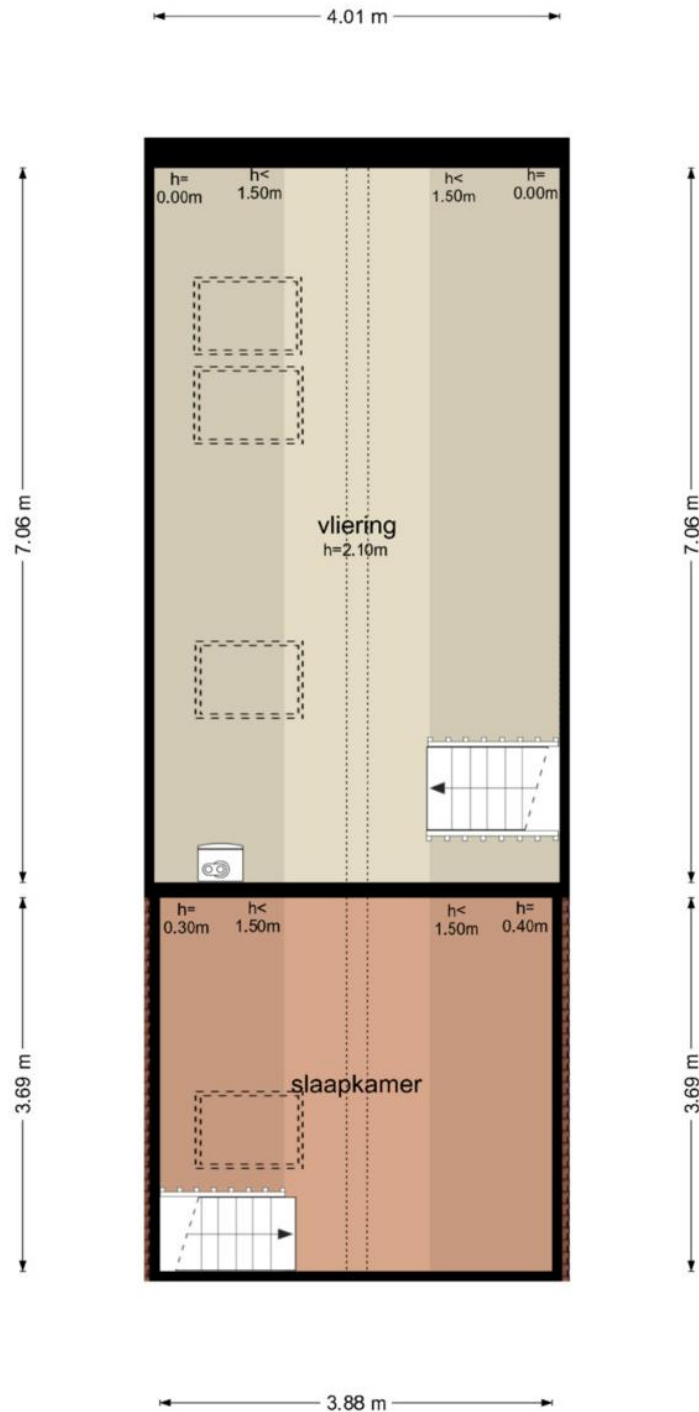 4.01 m
h=
0.00m
h<
1.50m
h<
1.50m
h=
0.00m
7.06 m
7.06 m
vliering
h=2.10m
h=
0.30m
h<
1.50m
h<
1.50m
h=
0.40m
3.69 m
3.69 m
slaapkamer
3.88 m